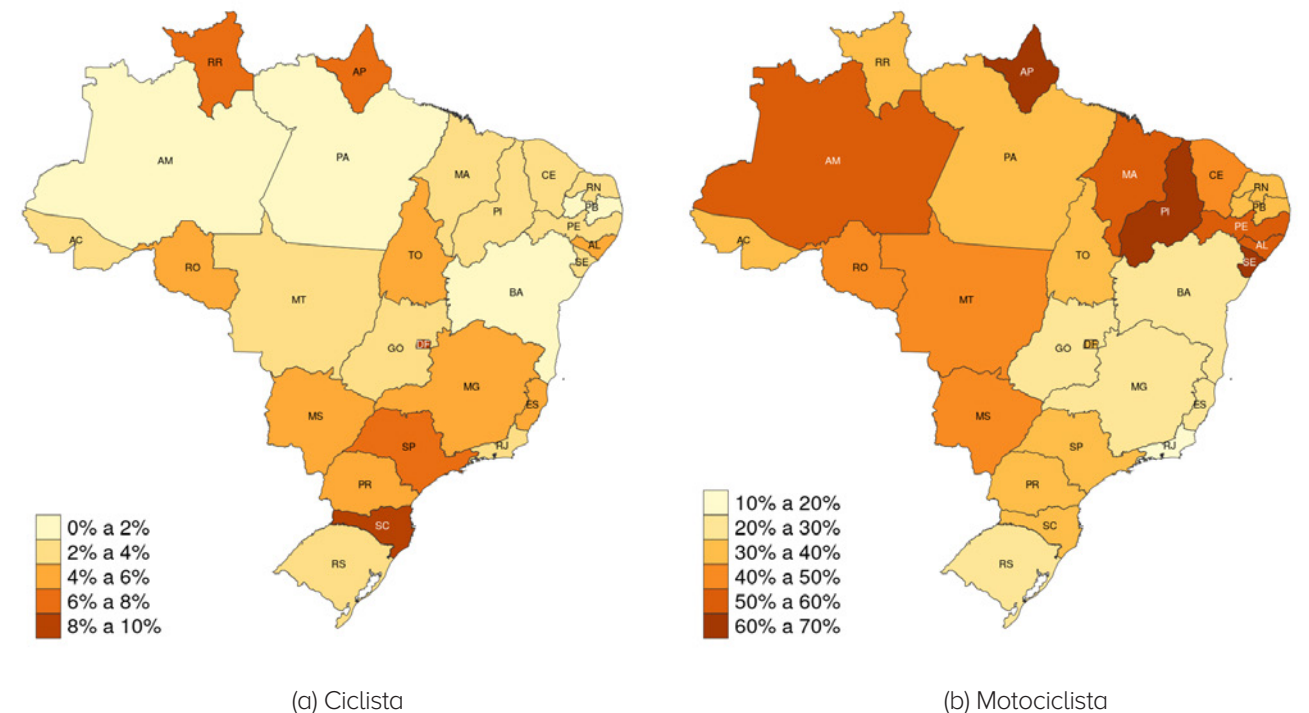 RR
AP
AM
PA
MA
CE
RN
PB
PI
PE
AL
SE
AC
RO
TO
MT
BA
GO
DF
MG
MS
ES
SP
RJ
PR
SC
RS
0% a 2%
2% a 4%
4% a 6%
6% a 8%
8% a 10%
(a) Ciclista
RR
AP
AM
PA
MA
CE
RN
PB
PI
PE
AL
SE
AC
RO
TO
MT
BA
GO
DF
MG
MS
ES
SP
RJ
PR
SC
RS
10% a 20%
20% a 30%
30% a 40%
40% a 50%
50% a 60%
60% a 70%
(b) Motociclista